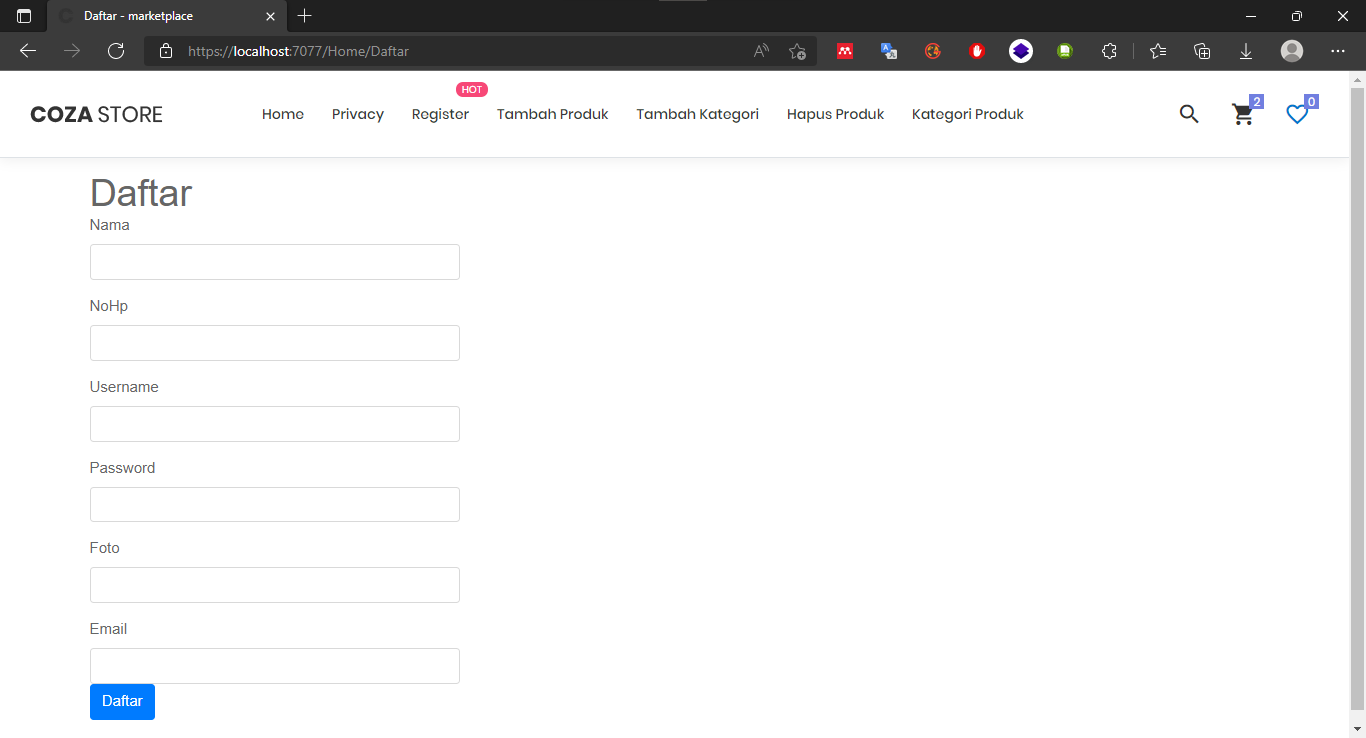 Daftar - marketplace
https://localhost:7077/Home/Daftar
HOT
COZA STORE Home Privacy Register Tambah Produk Tambah Kategori Hapus Produk Kategori Produk 2 0
Daftar
Nama
NoHp
Username
Password
Foto
Email
Daftar